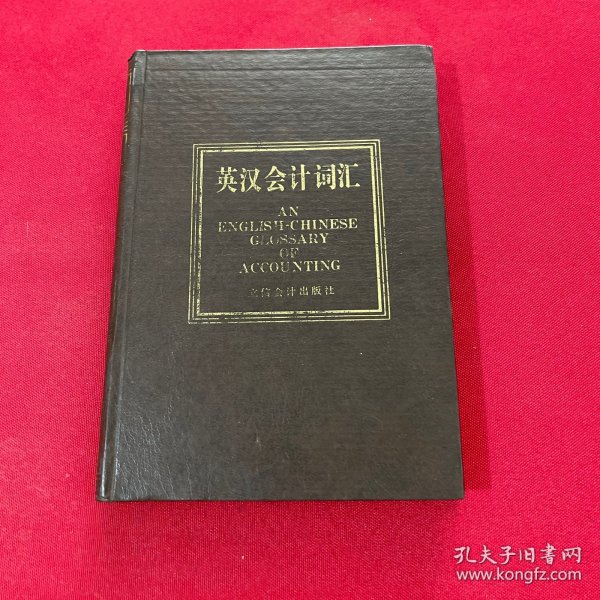 英汉会计词汇
AN
ENGLISH-CHINESE
GLOSSARY
OF
ACCOUNTING
立信会计出版社
孔夫子旧书网
www.kongfz.com